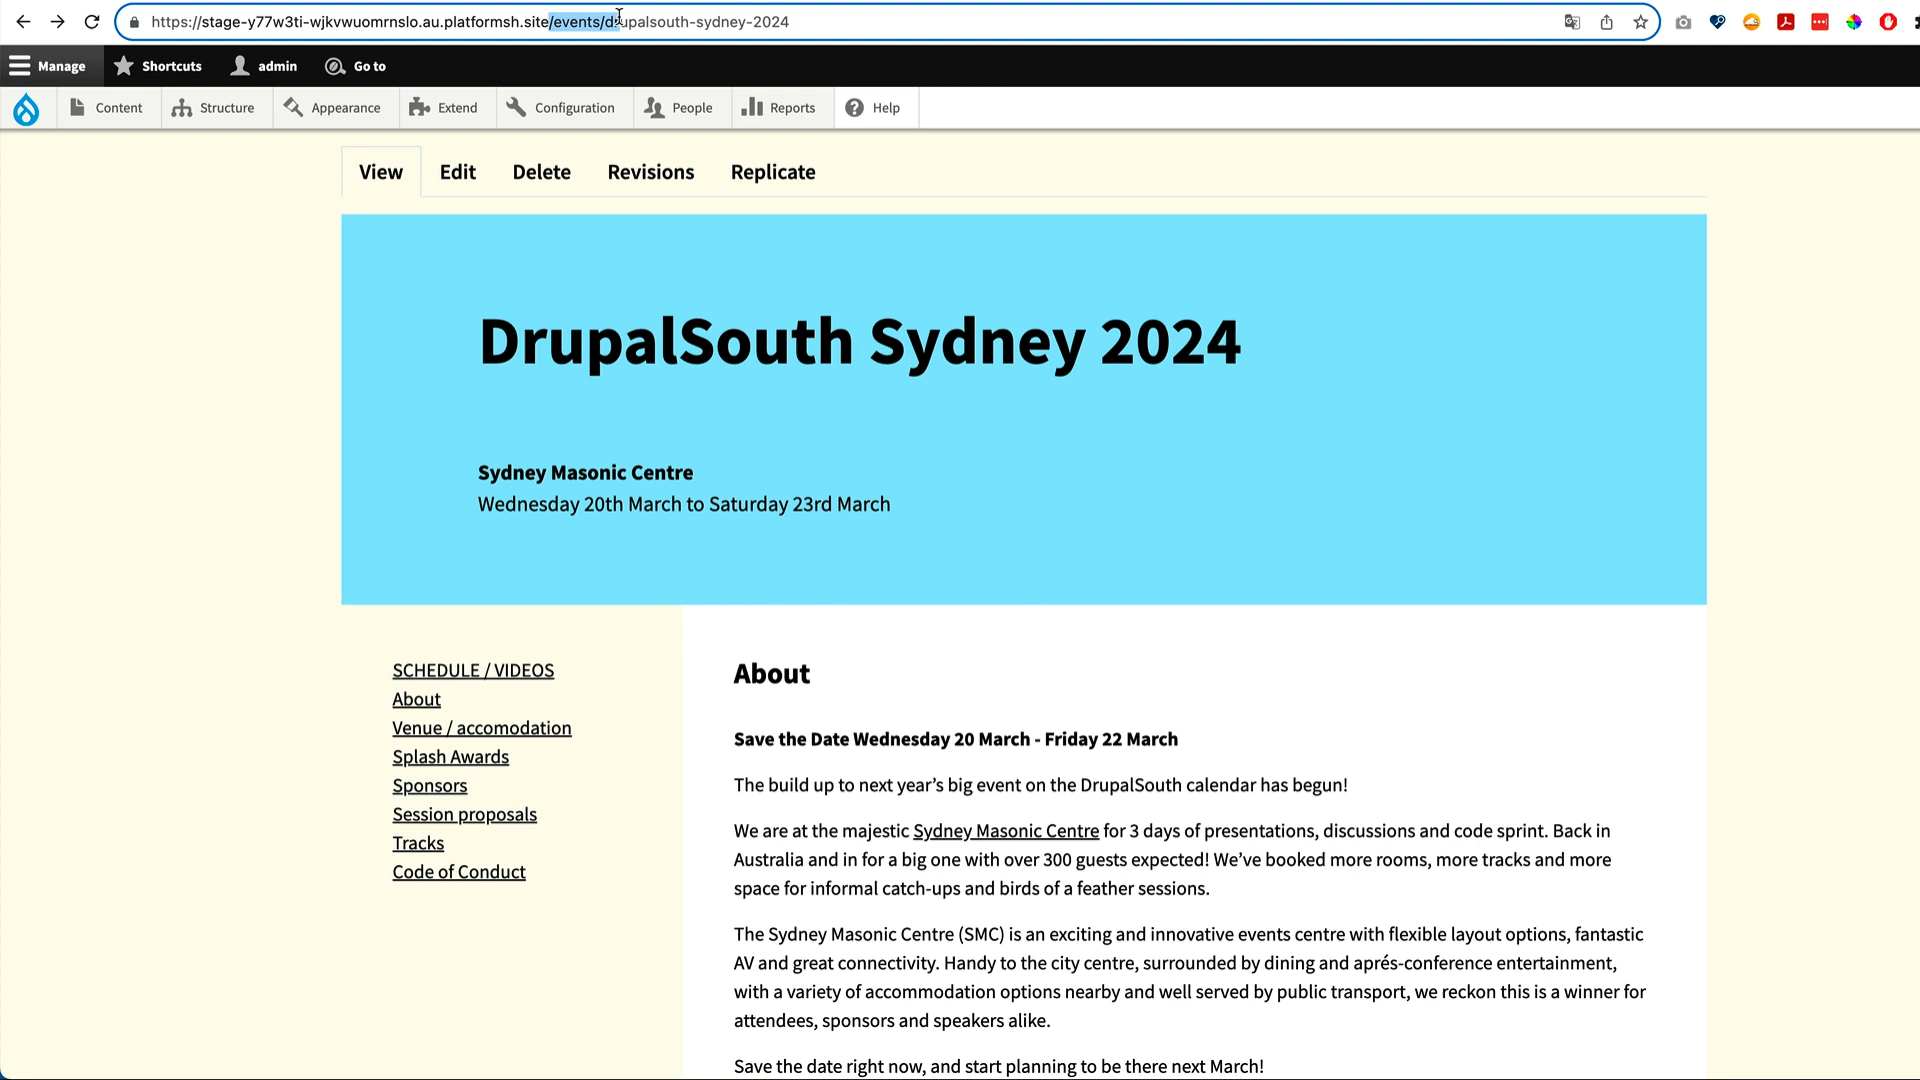 https://stage-y77w3ti-wjkvwuomrnslo.au.platformsh.site/events/drupalsouth-sydney-2024
Manage Shortcuts admin Go to
Content Structure Appearance Extend Configuration People Reports Help
View Edit Delete Revisions Replicate
DrupalSouth Sydney 2024
Sydney Masonic Centre
Wednesday 20th March to Saturday 23rd March
SCHEDULE / VIDEOS
About
Venue / accomodation
Splash Awards
Sponsors
Session proposals
Tracks
Code of Conduct
About
Save the Date Wednesday 20 March - Friday 22 March
The build up to next year’s big event on the DrupalSouth calendar has begun!
We are at the majestic Sydney Masonic Centre for 3 days of presentations, discussions and code sprint. Back in
Australia and in for a big one with over 300 guests expected! We’ve booked more rooms, more tracks and more
space for informal catch-ups and birds of a feather sessions.
The Sydney Masonic Centre (SMC) is an exciting and innovative events centre with flexible layout options, fantastic
AV and great connectivity. Handy to the city centre, surrounded by dining and aprés-conference entertainment,
with a variety of accommodation options nearby and well served by public transport, we reckon this is a winner for
attendees, sponsors and speakers alike.
Save the date right now, and start planning to be there next March!